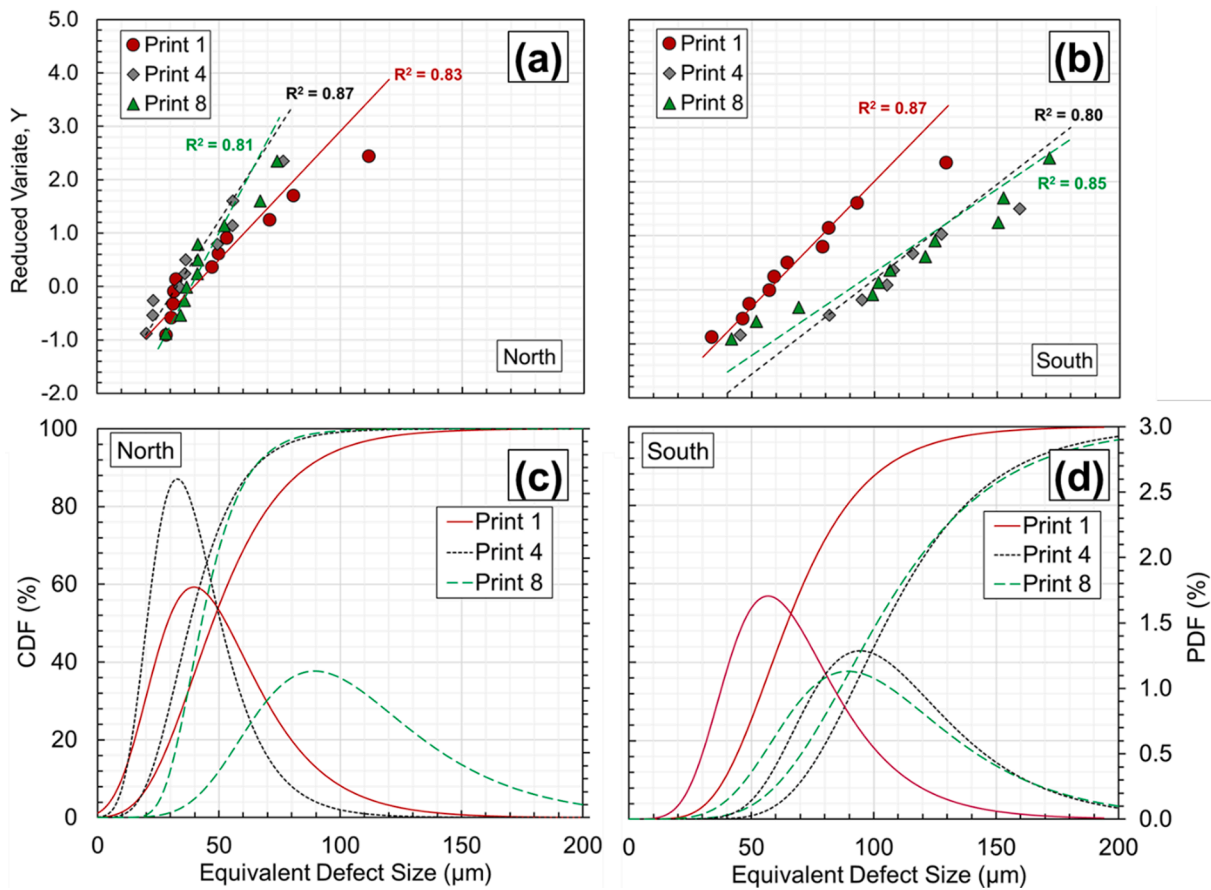 5.0
4.0
3.0
2.0
1.0
0.0
-1.0
-2.0
Reduced Variate, Y
Print 1
Print 4
Print 8
(a)
R² = 0.83
R² = 0.87
R² = 0.81
North
Print 1
Print 4
Print 8
(b)
R² = 0.87
R² = 0.80
R² = 0.85
South
100
80
60
40
20
0
CDF (%)
North
(c)
Print 1
Print 4
Print 8
0 50 100 150 200
Equivalent Defect Size (µm)
South
(d)
Print 1
Print 4
Print 8
3.0
2.5
2.0
1.5
1.0
0.5
0.0
PDF (%)
0 50 100 150 200
Equivalent Defect Size (µm)